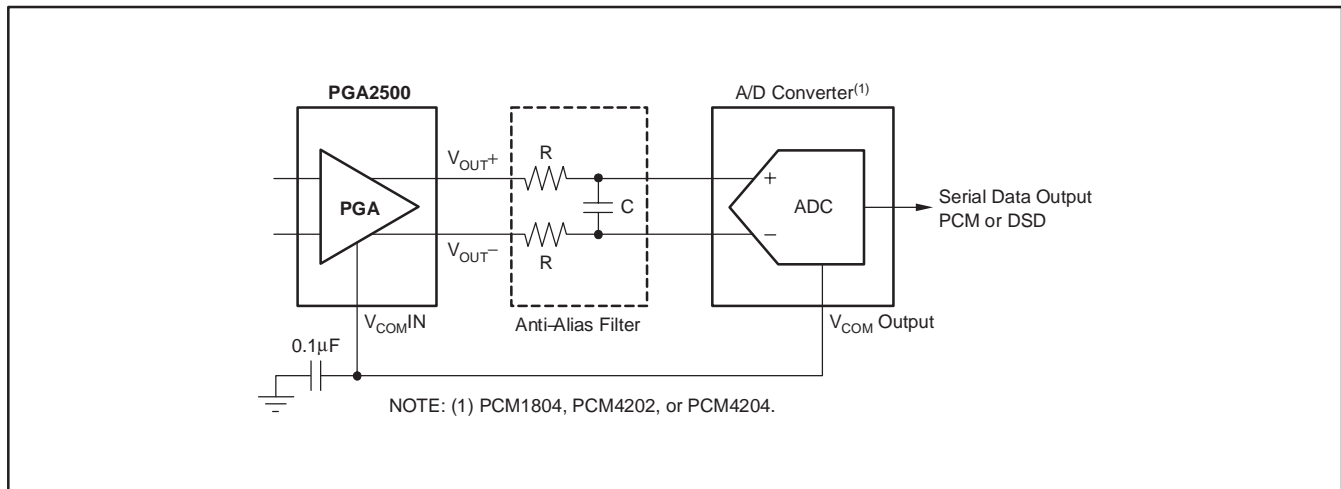 PGA2500
A/D Converter(1)
VOUT+
R
PGA
C
+
ADC
−
Serial Data Output
PCM or DSD
VOUT−
R
VCOMIN
Anti–Alias Filter
VCOM Output
0.1μF
NOTE: (1) PCM1804, PCM4202, or PCM4204.